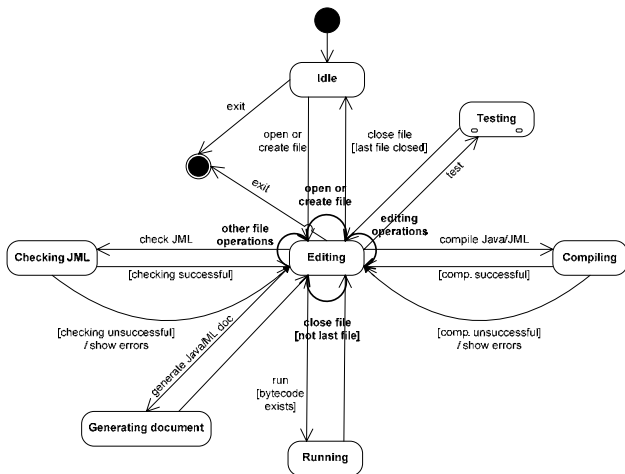 Idle
Testing
exit
open or
create file
close file
[last file closed]
test
exit
open or
create file
other file
operations
editing
operations
check JML
compile Java/JML
Checking JML
Editing
Compiling
[checking successful]
[comp. successful]
[checking unsuccessful]
/ show errors
close file
[not last file]
[comp. unsuccessful]
/ show errors
generate Java/ML doc
run
[bytecode
exists]
Generating document
Running